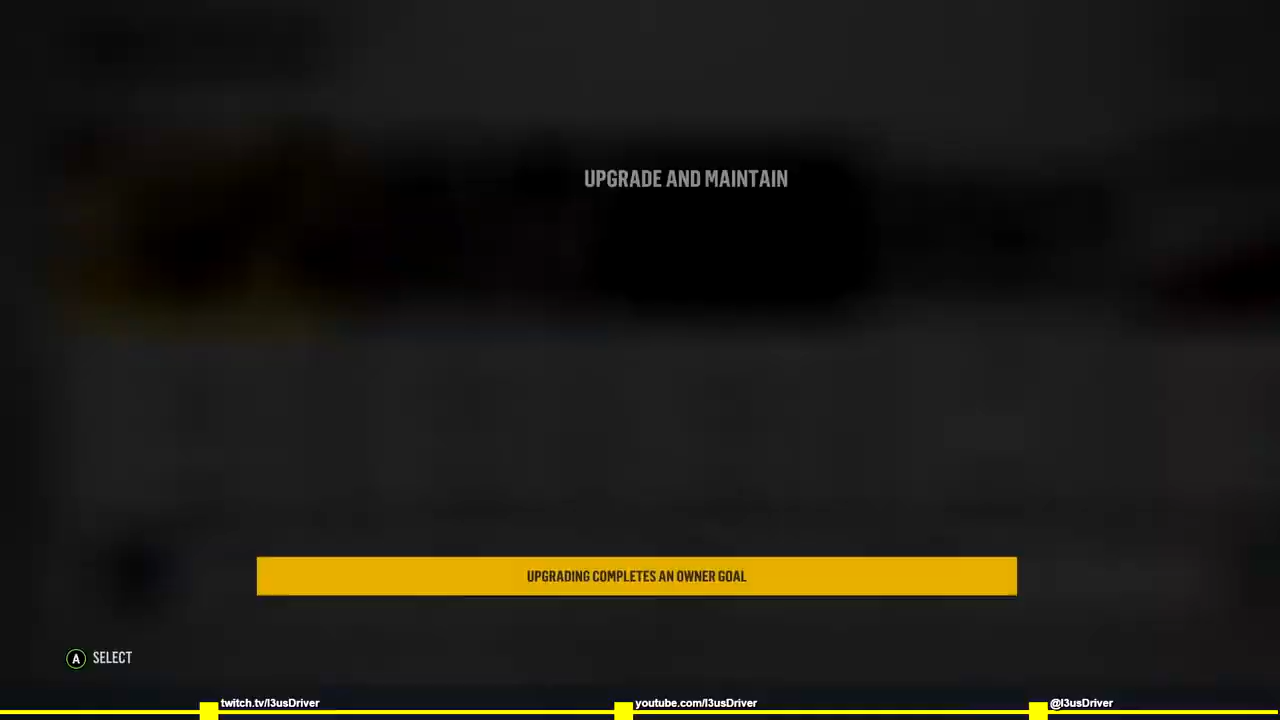 UPGRADE AND MAINTAIN
UPGRADING COMPLETES AN OWNER GOAL
A SELECT
twitch.tv/l3usDriver youtube.com/l3usDriver @l3usDriver